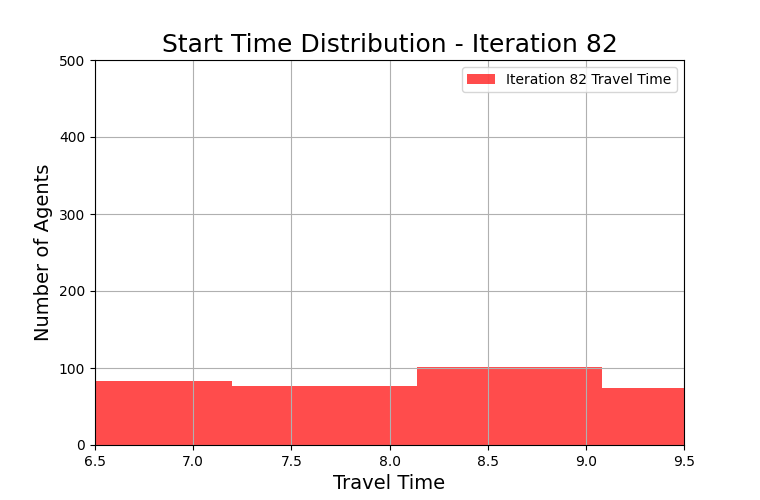 Start Time Distribution - Iteration 82
500
Iteration 82 Travel Time
400
300
200
100
0
Number of Agents
6.5 7.0 7.5 8.0 8.5 9.0 9.5
Travel Time